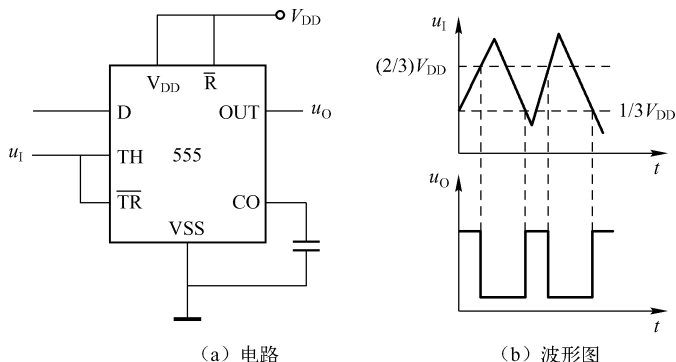 V_DD
V_DD R̅
D OUT u_O
u_I TH 555
T̅R̅ CO
VSS
(a) 电路
u_I
(2/3)V_DD
1/3V_DD
t
u_O
t
(b) 波形图